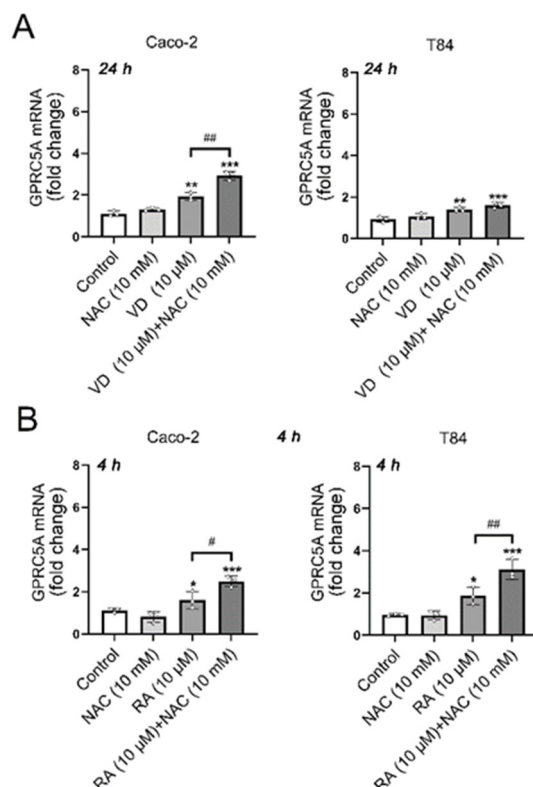 A
Caco-2
T84
24 h
24 h
GPRC5A mRNA
(fold change)
8
6
4
2
0
##
**
***
Control
NAC (10 mM)
VD (10 µM)
VD (10 µM)+NAC (10 mM)
GPRC5A mRNA
(fold change)
8
6
4
2
0
**
***
Control
NAC (10 mM)
VD (10 µM)
VD (10 µM)+ NAC (10 mM)
B
Caco-2
4 h
T84
4 h
4 h
GPRC5A mRNA
(fold change)
8
6
4
2
0
#
*
***
Control
NAC (10 mM)
RA (10 µM)
RA (10 µM)+NAC (10 mM)
GPRC5A mRNA
(fold change)
8
6
4
2
0
##
*
***
Control
NAC (10 mM)
RA (10 µM)
RA (10 µM)+NAC (10 mM)